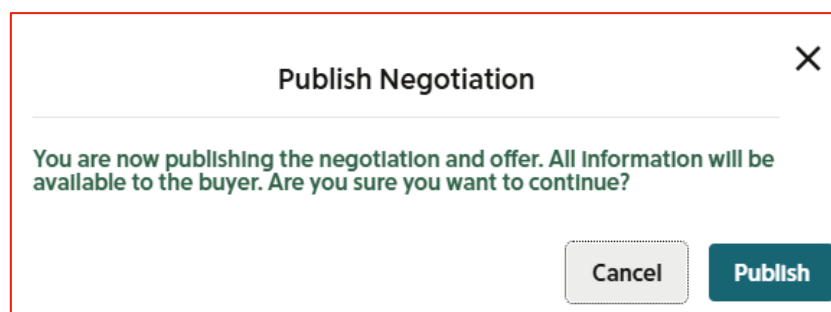 Publish Negotiation
You are now publishing the negotiation and offer. All information will be
available to the buyer. Are you sure you want to continue?
Cancel
Publish